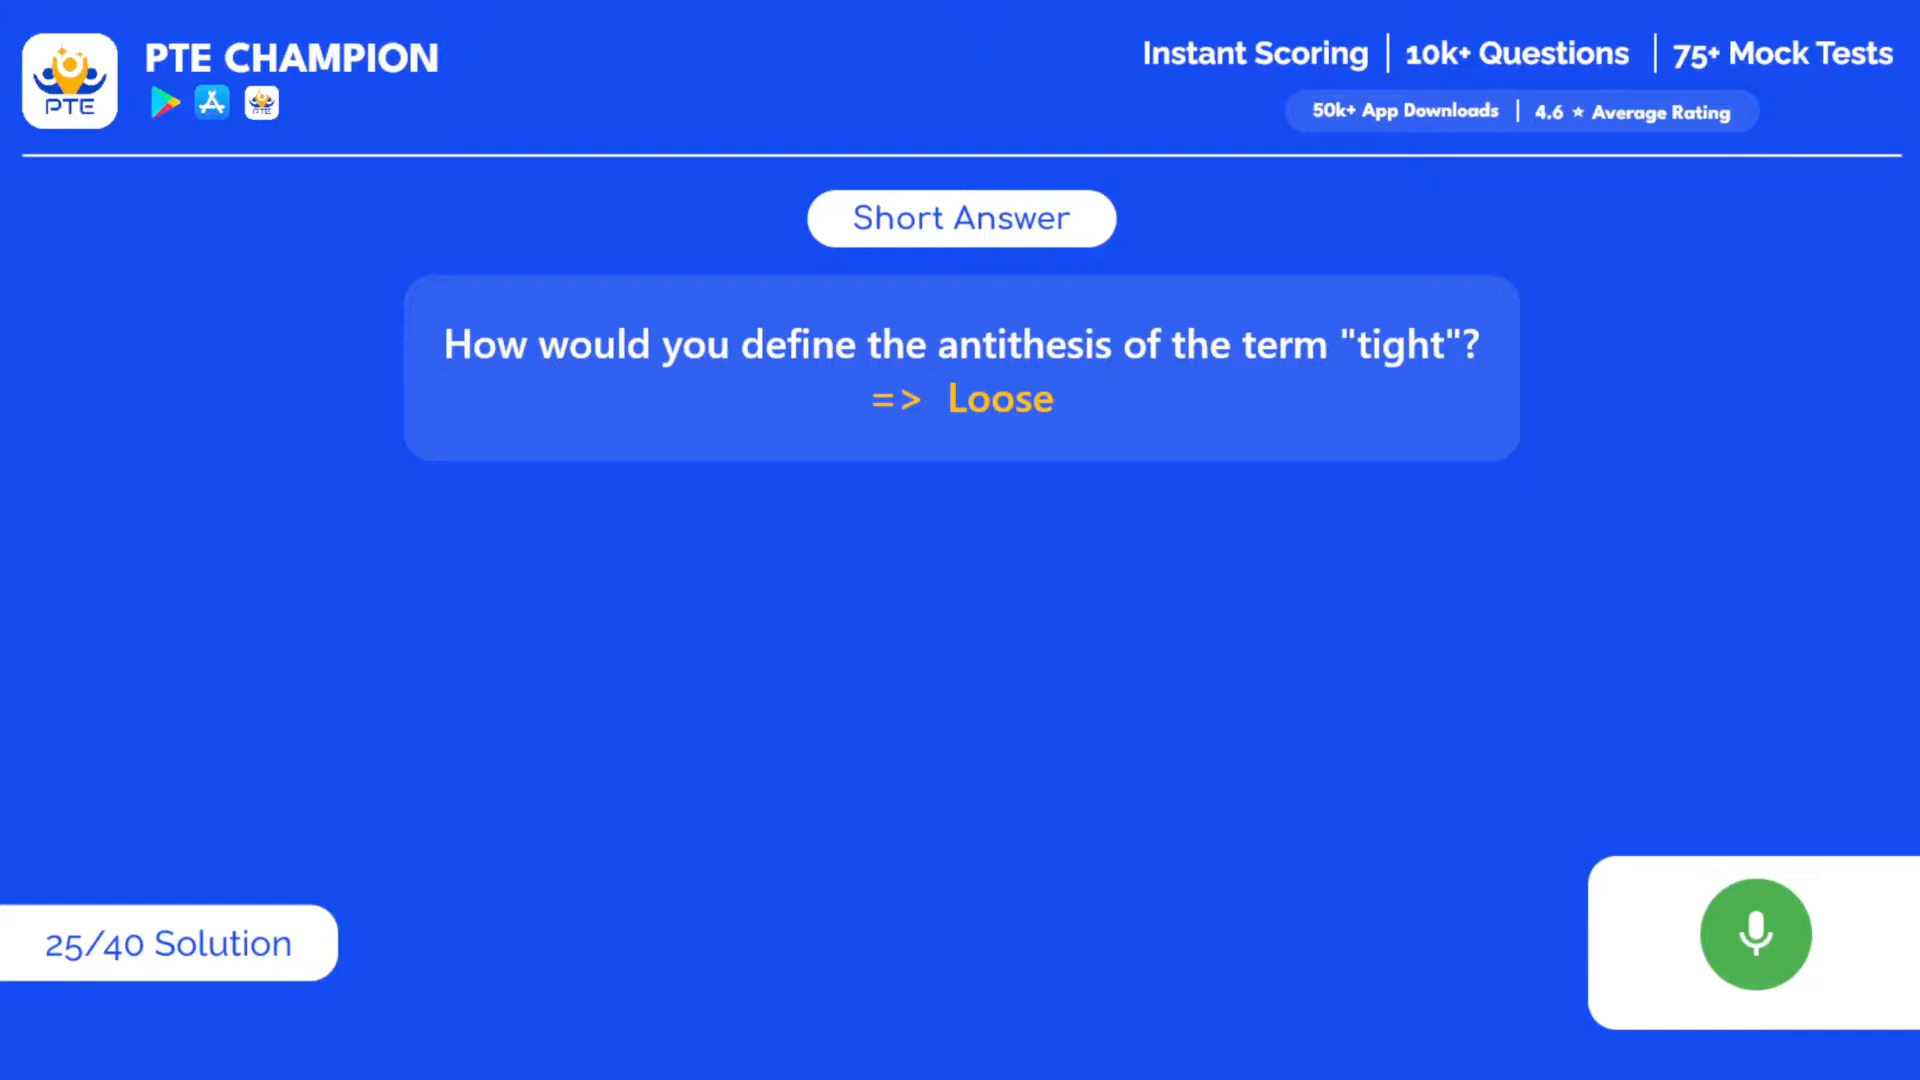 PTE CHAMPION
PTE
PTE
Instant Scoring | 10k+ Questions | 75+ Mock Tests
50k+ App Downloads | 4.6 ★ Average Rating
Short Answer
How would you define the antithesis of the term "tight"?
=> Loose
25/40 Solution